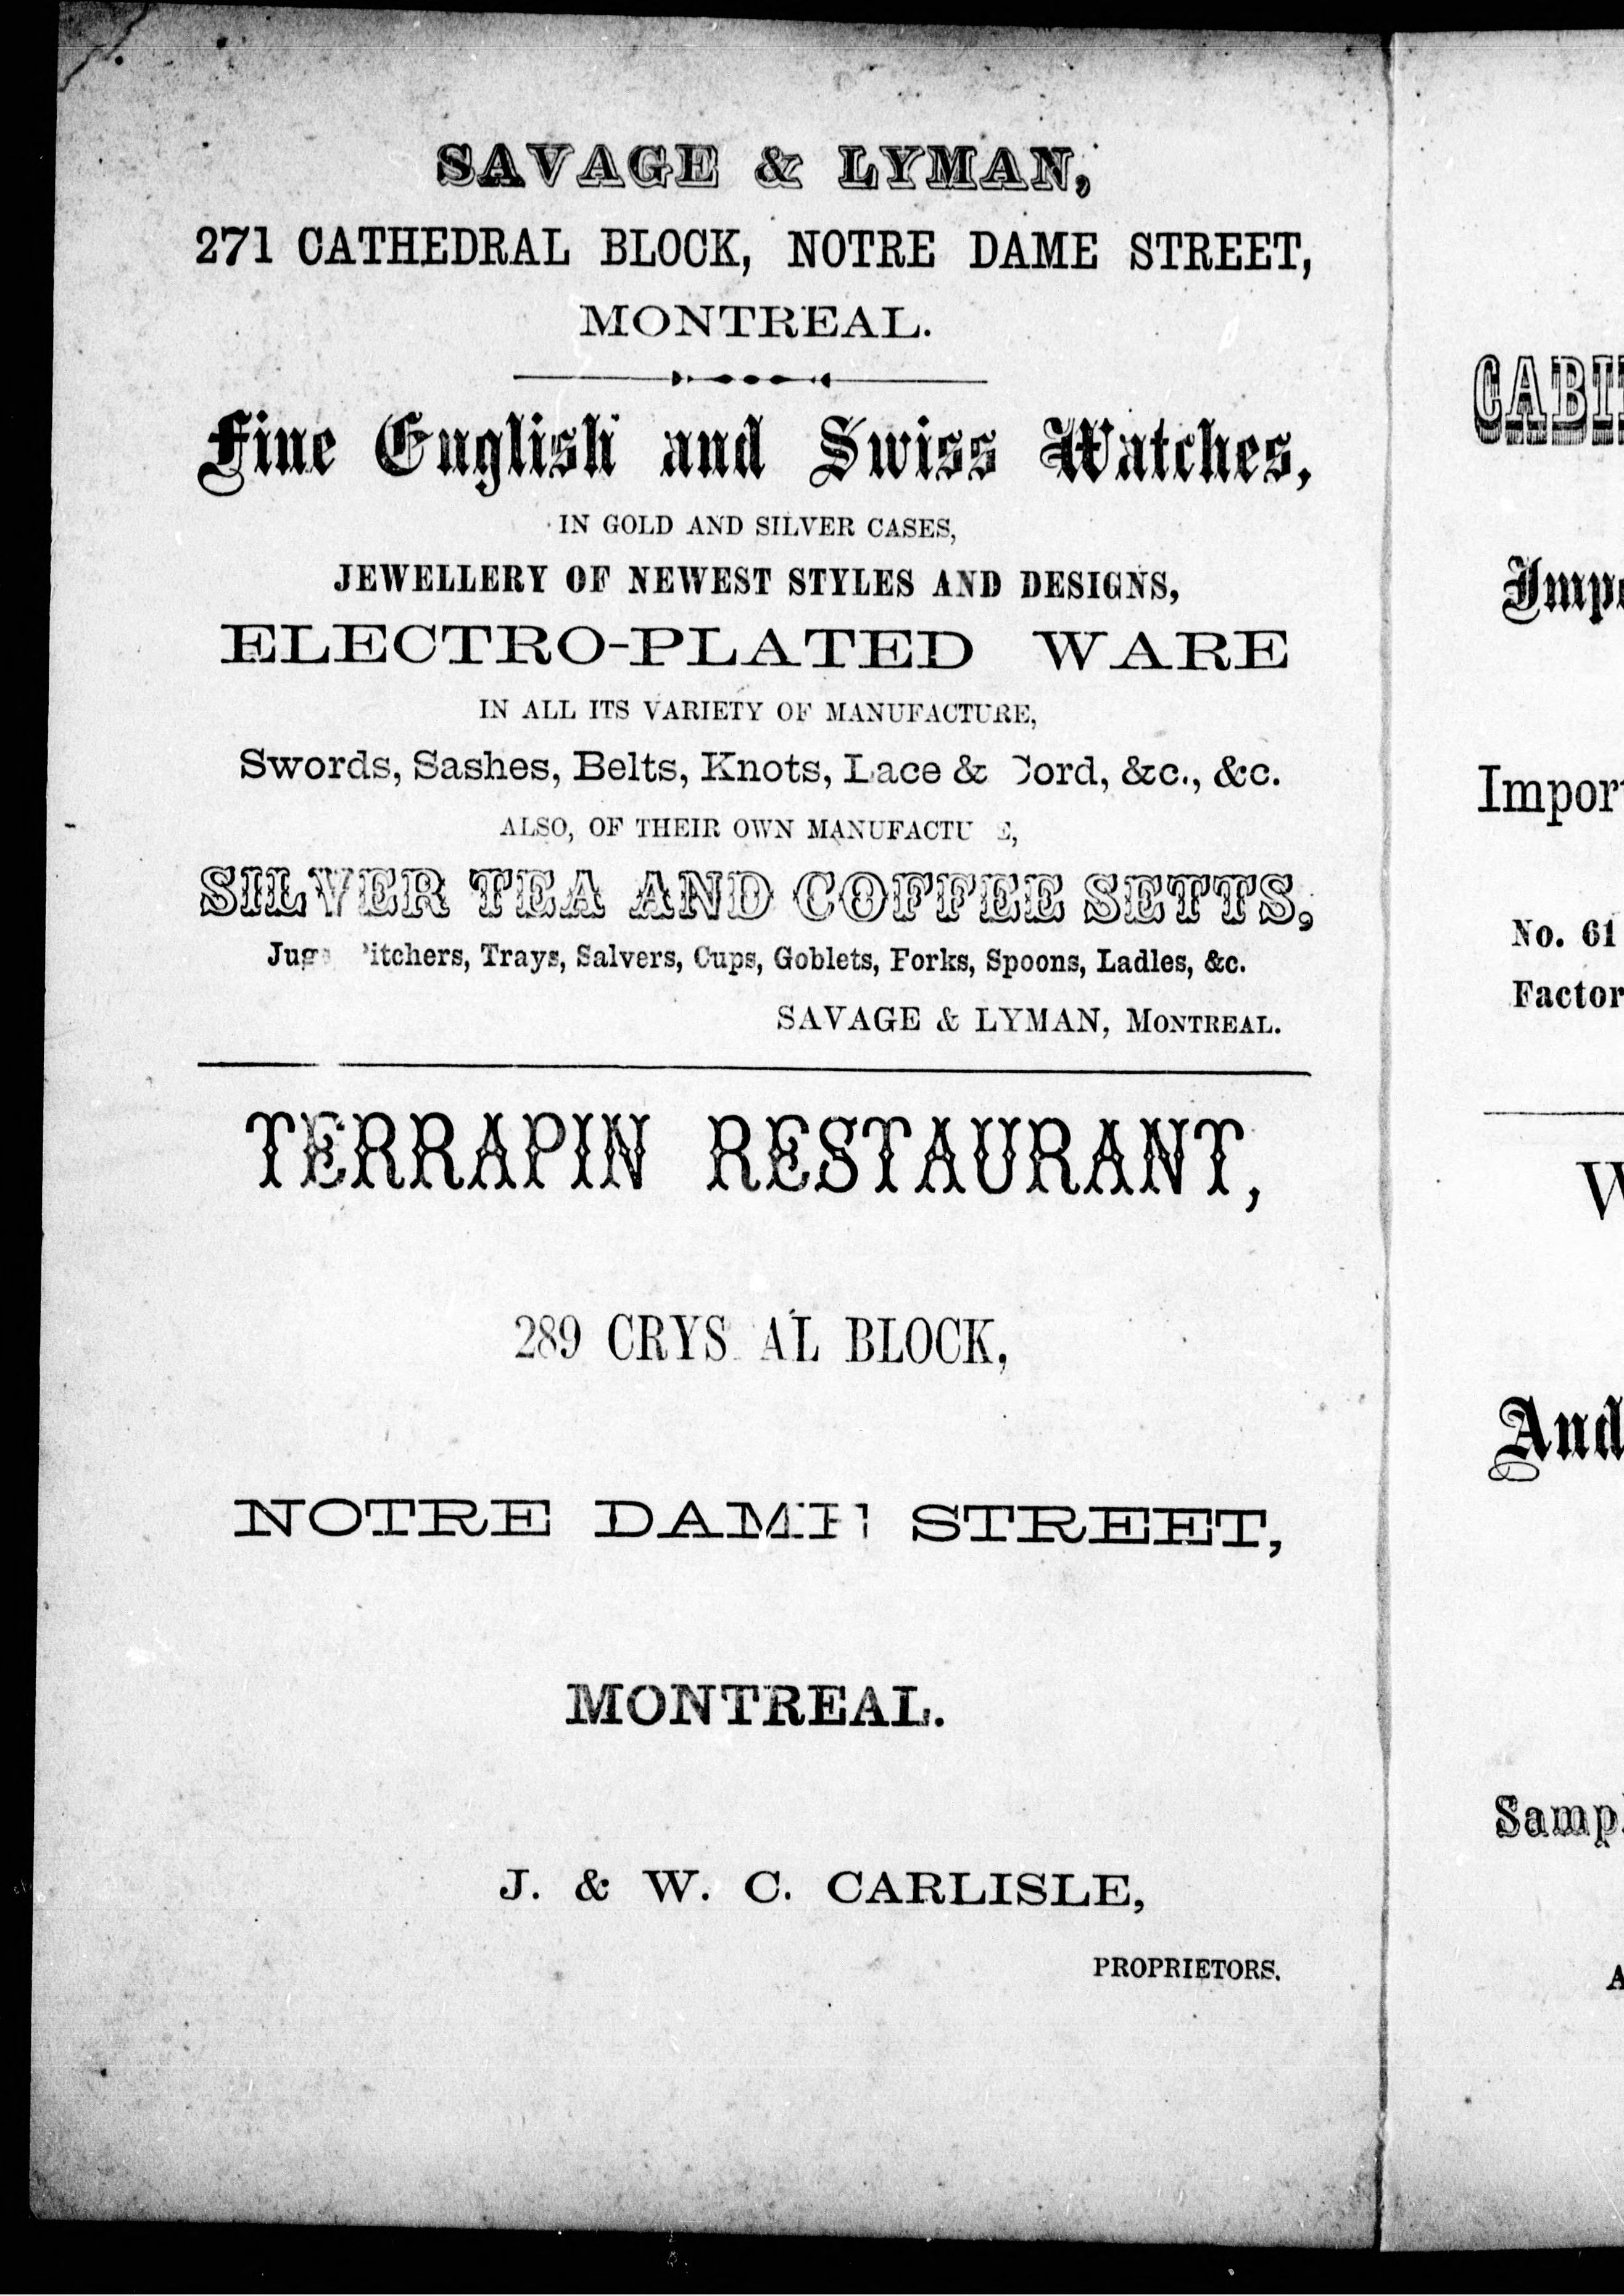 SAVAGE & LYMAN,
271 CATHEDRAL BLOCK, NOTRE DAME STREET,
MONTREAL.
Fine English and Swiss Watches,
IN GOLD AND SILVER CASES,
JEWELLERY OF NEWEST STYLES AND DESIGNS,
ELECTRO-PLATED WARE
IN ALL ITS VARIETY OF MANUFACTURE,
Swords, Sashes, Belts, Knots, Lace & Cord, &c., &c.
ALSO, OF THEIR OWN MANUFACTURE,
SILVER TEA AND COFFEE SETTS,
Jugs, Pitchers, Trays, Salvers, Cups, Goblets, Forks, Spoons, Ladles, &c.
SAVAGE & LYMAN, MONTREAL.
TERRAPIN RESTAURANT,
289 CRYSTAL BLOCK,
NOTRE DAME STREET,
MONTREAL.
J. & W. C. CARLISLE,
PROPRIETORS.
CABI
Impo
Impor
No. 61
Factor
W
And
Sampl
A